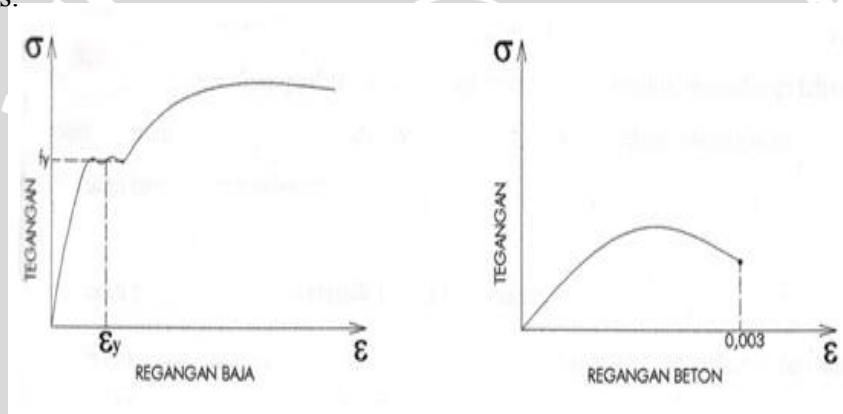 s.
σ
fy
TEGANGAN
εy
ε
REGANGAN BAJA
σ
TEGANGAN
0,003
ε
REGANGAN BETON